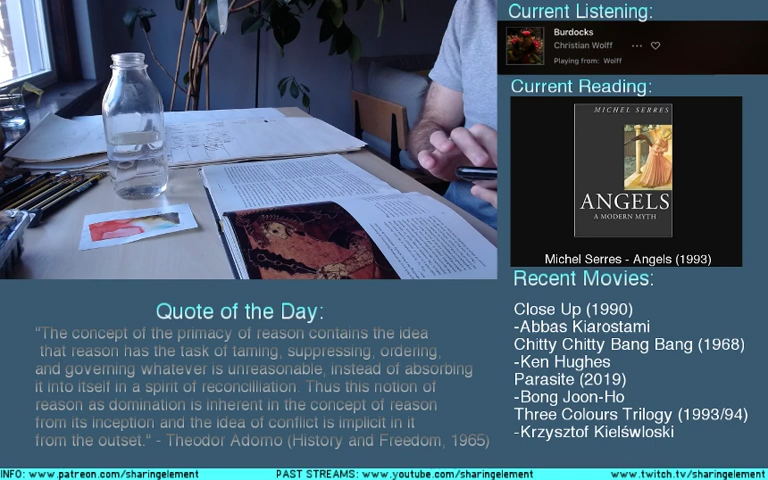 Current Listening:
Burdocks
Christian Wolff
Playing from: Wolff
Current Reading:
MICHEL SERRES
ANGELS
A MODERN MYTH
Michel Serres - Angels (1993)
Recent Movies:
Close Up (1990)
-Abbas Kiarostami
Chitty Chitty Bang Bang (1968)
-Ken Hughes
Parasite (2019)
-Bong Joon-Ho
Three Colours Trilogy (1993/94)
-Krzysztof Kielśwloski
Quote of the Day:
"The concept of the primacy of reason contains the idea
that reason has the task of taming, suppressing, ordering,
and governing whatever is unreasonable, instead of absorbing
it into itself in a spirit of reconcilliation. Thus this notion of
reason as domination is inherent in the concept of reason
from its inception and the idea of conflict is implicit in it
from the outset." - Theodor Adorno (History and Freedom, 1965)
INFO: www.patreon.com/sharingelement
PAST STREAMS: www.youtube.com/sharingelement
www.twitch.tv/sharingelement